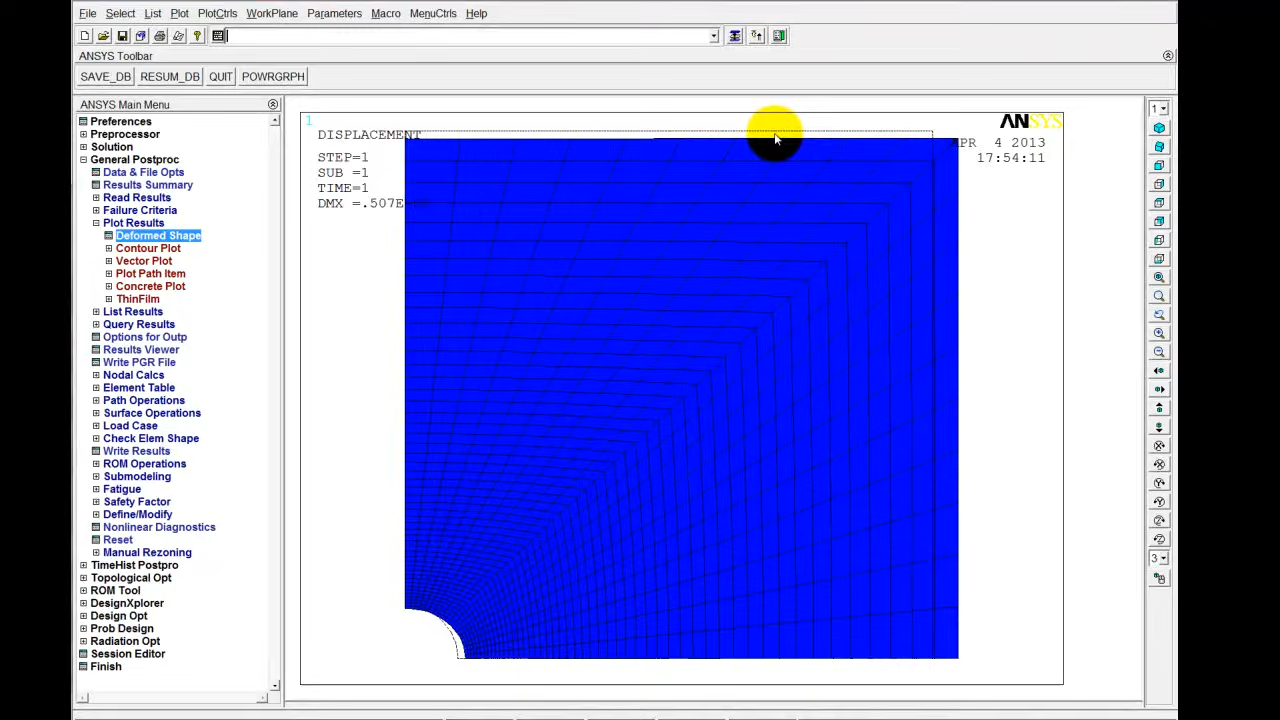 File Select List Plot PlotCtrls WorkPlane Parameters Macro MenuCtrls Help
ANSYS Toolbar
SAVE_DB RESUM_DB QUIT POWRGRPH
ANSYS Main Menu
Preferences
Preprocessor
Solution
General Postproc
Data & File Opts
Results Summary
Read Results
Failure Criteria
Plot Results
Deformed Shape
Contour Plot
Vector Plot
Plot Path Item
Concrete Plot
ThinFilm
List Results
Query Results
Options for Outp
Results Viewer
Write PGR File
Nodal Calcs
Element Table
Path Operations
Surface Operations
Load Case
Check Elem Shape
Write Results
ROM Operations
Submodeling
Fatigue
Safety Factor
Define/Modify
Nonlinear Diagnostics
Reset
Manual Rezoning
TimeHist Postpro
Topological Opt
ROM Tool
DesignXplorer
Design Opt
Prob Design
Radiation Opt
Session Editor
Finish
1
DISPLACEMENT
STEP=1
SUB =1
TIME=1
DMX =.507E
ANSYS
APR 4 2013
17:54:11
1
3